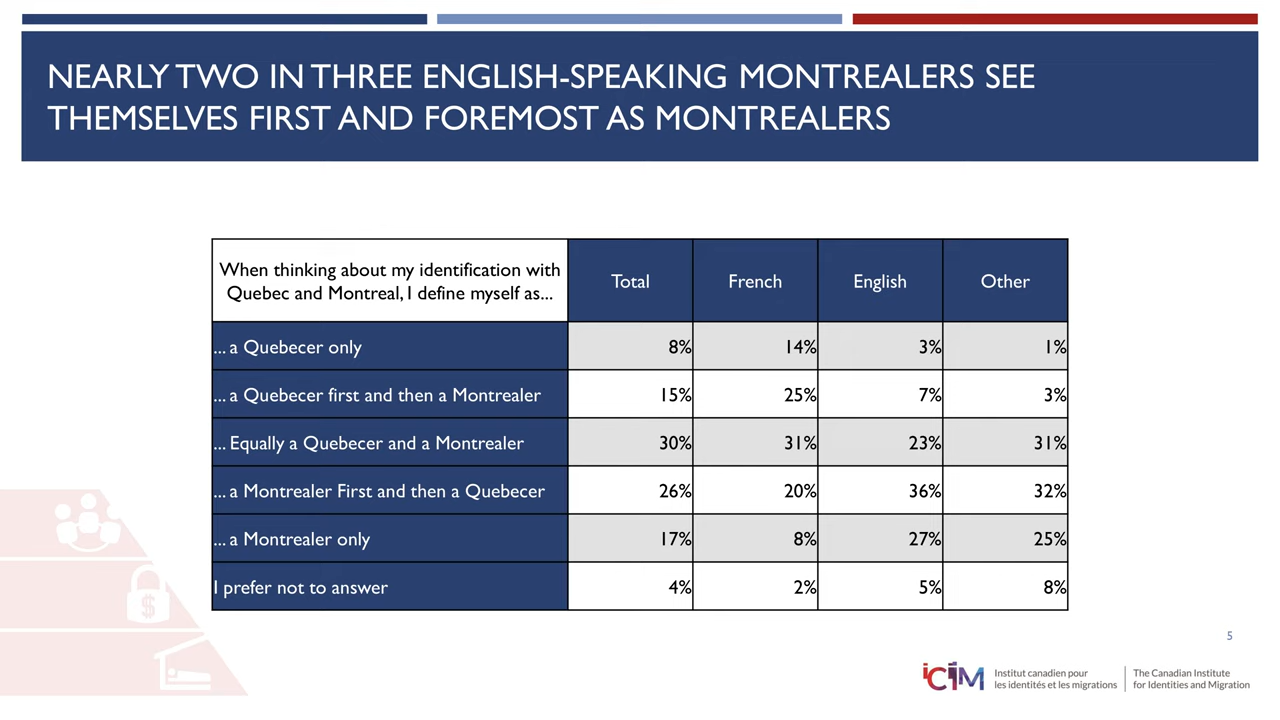 NEARLY TWO IN THREE ENGLISH-SPEAKING MONTREALERS SEE
THEMSELVES FIRST AND FOREMOST AS MONTREALERS
When thinking about my identification with
Quebec and Montreal, I define myself as...
Total French English Other
... a Quebecer only 8% 14% 3% 1%
... a Quebecer first and then a Montrealer 15% 25% 7% 3%
... Equally a Quebecer and a Montrealer 30% 31% 23% 31%
... a Montrealer First and then a Quebecer 26% 20% 36% 32%
... a Montrealer only 17% 8% 27% 25%
I prefer not to answer 4% 2% 5% 8%
$
5
iCIM
Institut canadien pour
les identités et les migrations
The Canadian Institute
for Identities and Migration